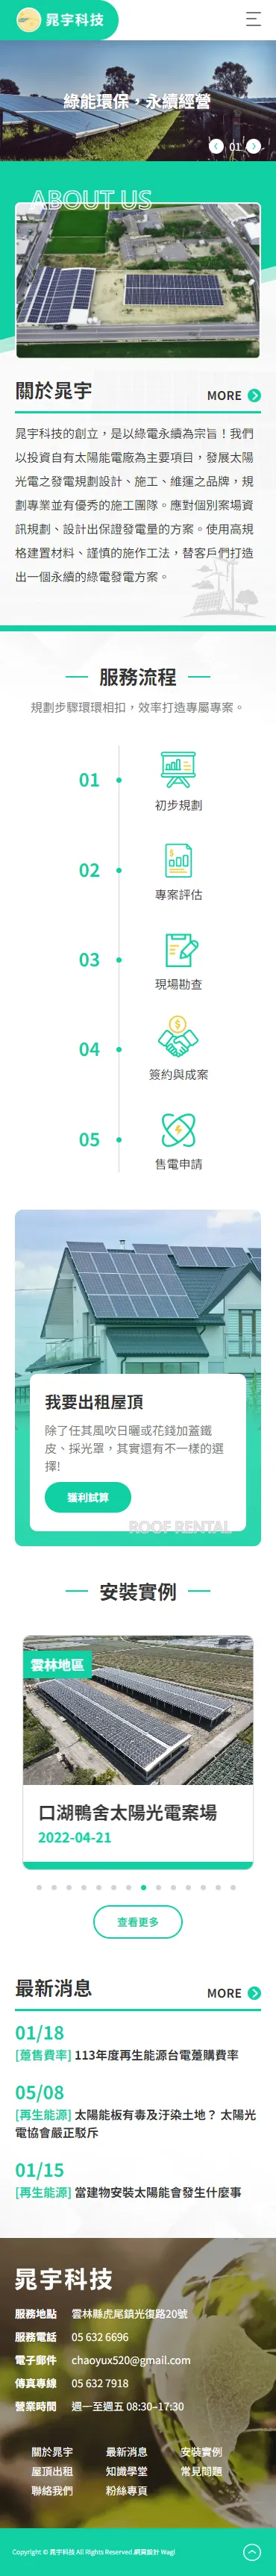 晁宇科技
綠能環保，永續經營
01
ABOUT US
關於晁宇
MORE
晁宇科技的創立，是以綠電永續為宗旨！我們
以投資自有太陽能電廠為主要項目，發展太陽
光電之發電規劃設計、施工、維運之品牌，規
劃專業並有優秀的施工團隊。應對個別案場資
訊規劃、設計出保證發電量的方案。使用高規
格建置材料、謹慎的施作工法，替客戶們打造
出一個永續的綠電發電方案。
服務流程
規劃步驟環環相扣，效率打造專屬專案。
01
初步規劃
02
專案評估
03
現場勘查
04
簽約與成案
05
售電申請
我要出租屋頂
除了任其風吹日曬或花錢加蓋鐵
皮、採光罩，其實還有不一樣的選
擇!
獲利試算
ROOF RENTAL
安裝實例
雲林地區
口湖鴨舍太陽光電案場
2022-04-21
查看更多
最新消息
MORE
01/18
[躉售費率] 113年度再生能源台電躉購費率
05/08
[再生能源] 太陽能板有毒及汙染土地？ 太陽光
電協會嚴正駁斥
01/15
[再生能源] 當建物安裝太陽能會發生什麼事
晁宇科技
服務地點 雲林縣虎尾鎮光復路20號
服務電話 05 632 6696
電子郵件 chaoyux520@gmail.com
傳真專線 05 632 7918
營業時間 週一至週五 08:30–17:30
關於晁宇 最新消息 安裝實例
屋頂出租 知識學堂 常見問題
聯絡我們 粉絲專頁
Copyright © 晁宇科技 All Rights Reserved.網頁設計 Wagi